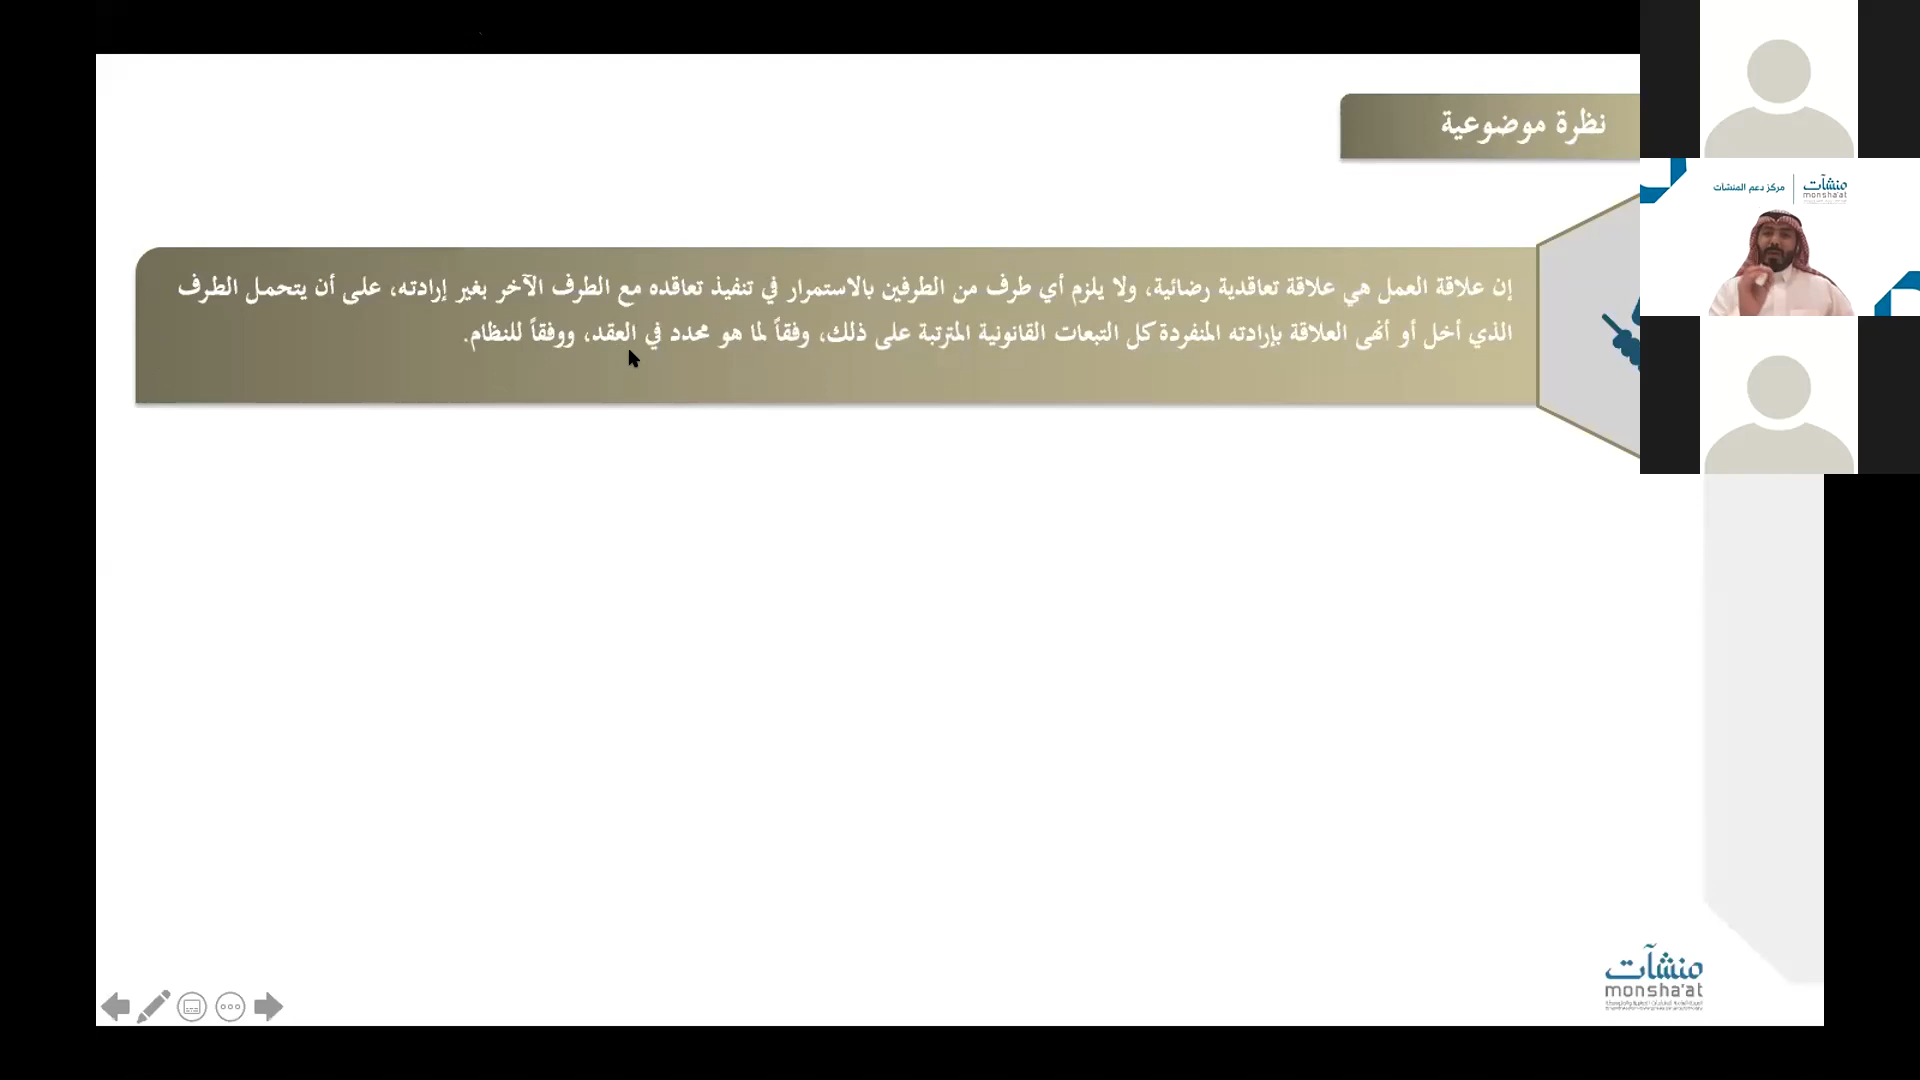 نظرة موضوعية
إن علاقة العمل هي علاقة تعاقدية رضائية، ولا يلزم أي طرف من الطرفين بالاستمرار في تنفيذ تعاقده مع الطرف الآخر بغير إرادته، على أن يتحمل الطرف
الذي أخل أو أنهى العلاقة بإرادته المنفردة كل التبعات القانونية المترتبة على ذلك، وفقاً لما هو محدد في العقد، ووفقاً للنظام.
منشآت
monsha'at
مركز دعم المنشآت
منشآت
monsha'at